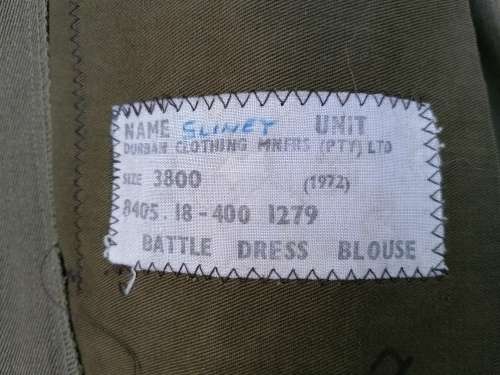 NAME SLINEY UNIT
DURBAN CLOTHING MNFRS (PTY) LTD
SIZE 3800 (1972)
8405.18-400 1279
BATTLE DRESS BLOUSE